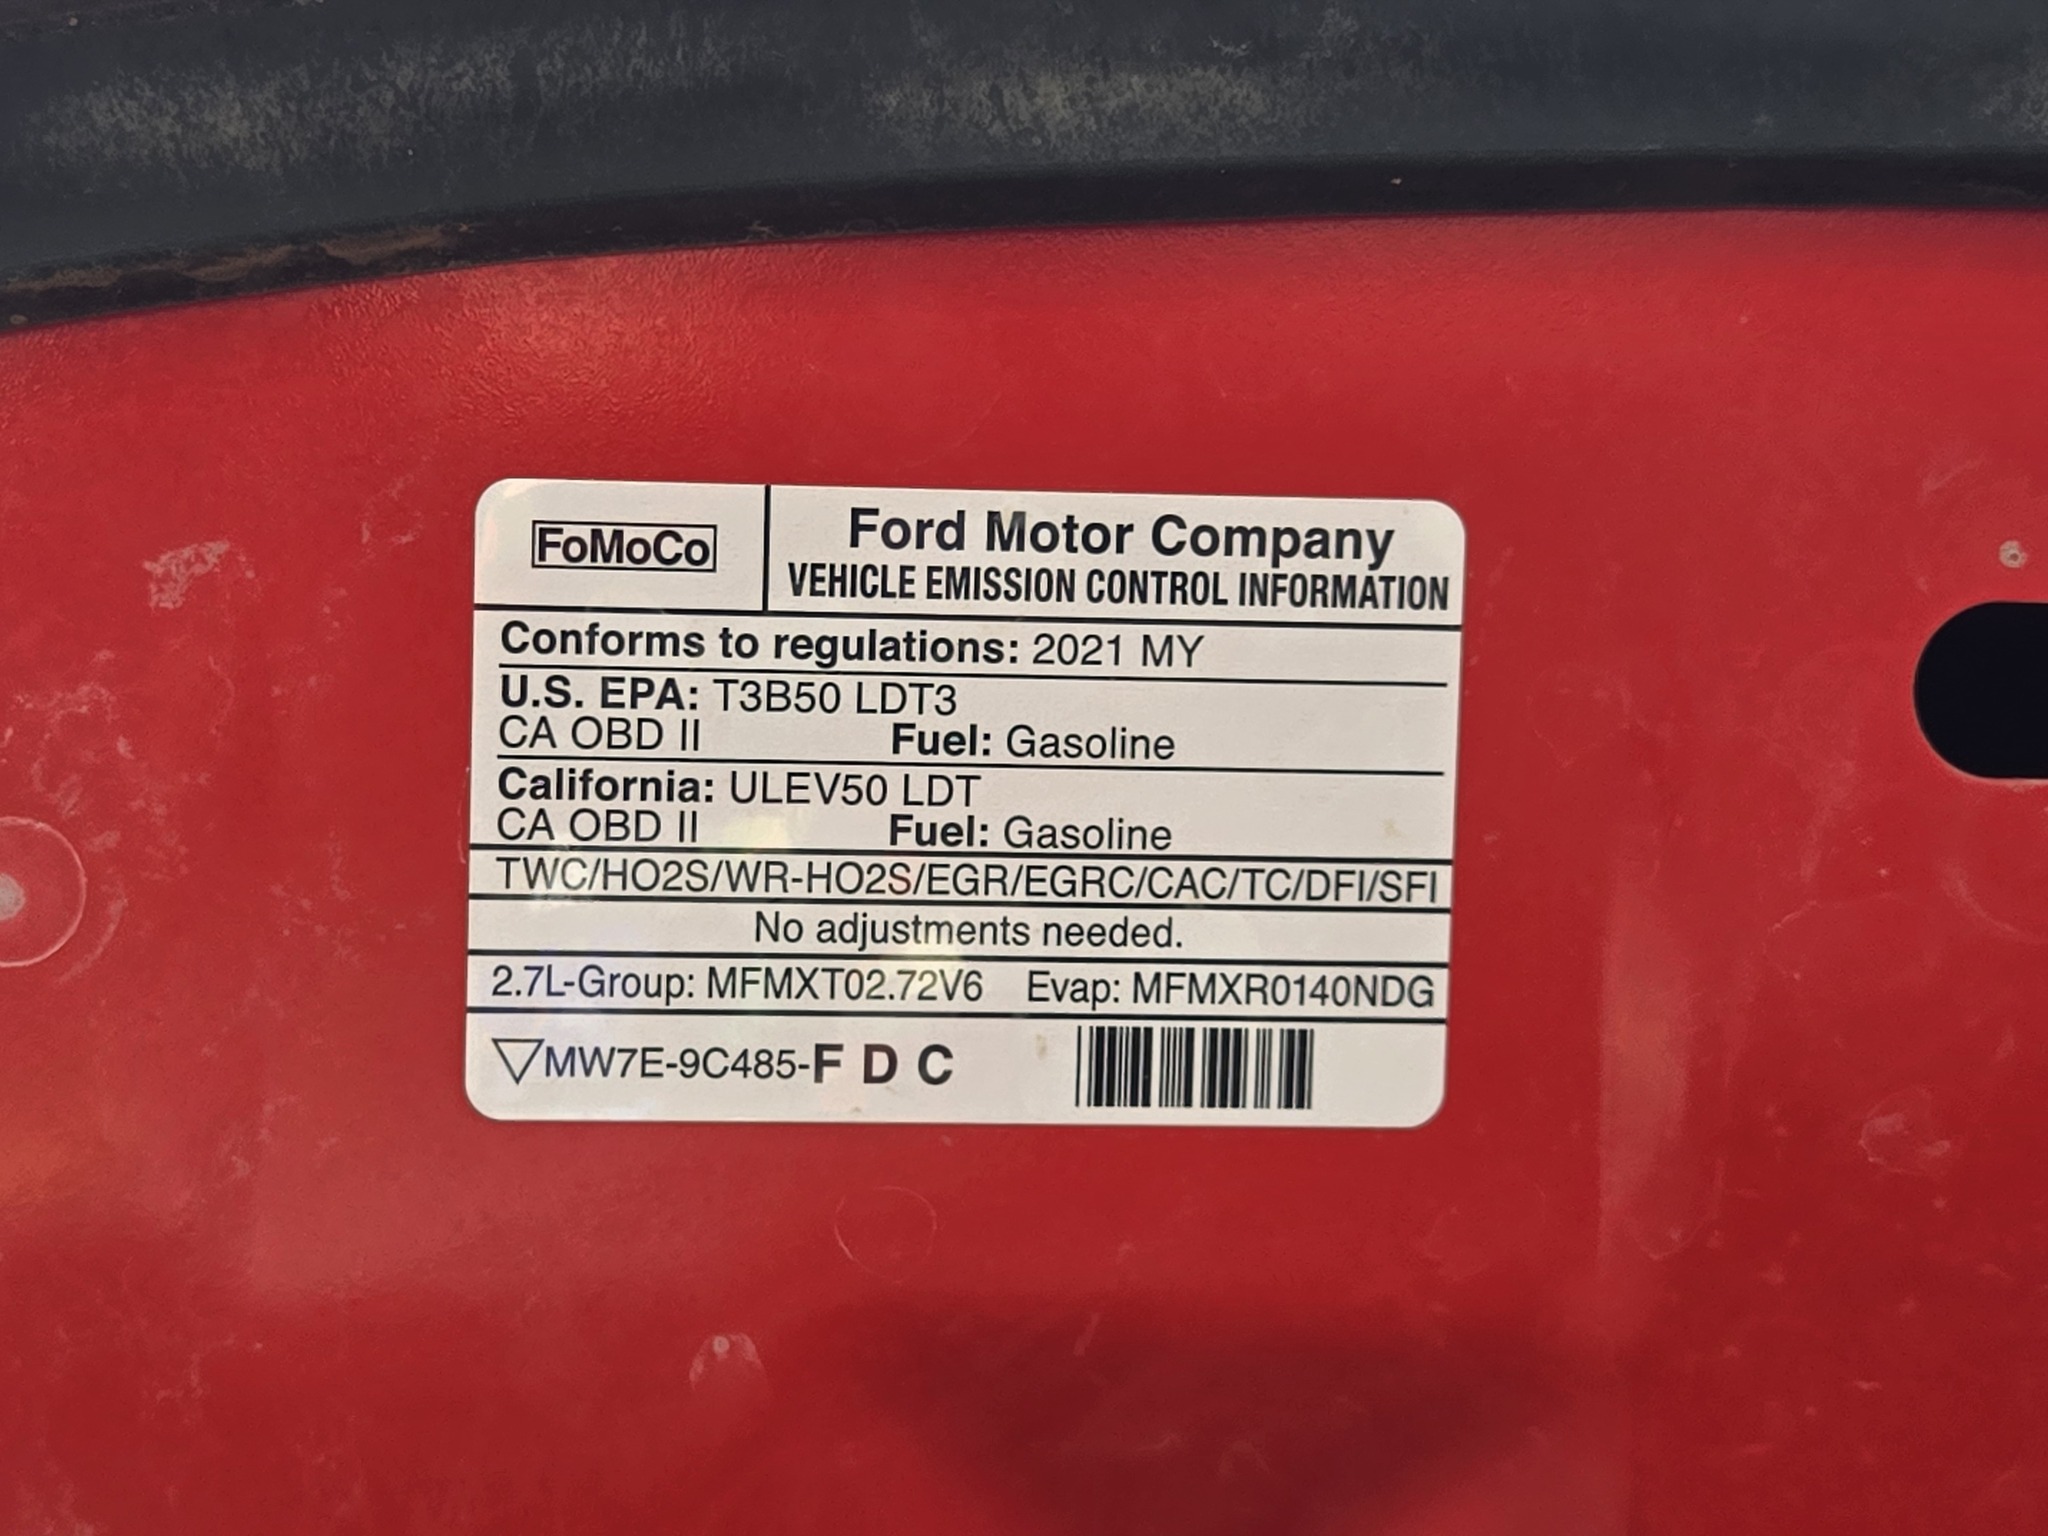 FoMoCo
Ford Motor Company
VEHICLE EMISSION CONTROL INFORMATION
Conforms to regulations: 2021 MY
U.S. EPA: T3B50 LDT3
CA OBD II Fuel: Gasoline
California: ULEV50 LDT
CA OBD II Fuel: Gasoline
TWC/HO2S/WR-HO2S/EGR/EGRC/CAC/TC/DFI/SFI
No adjustments needed.
2.7L-Group: MFMXT02.72V6 Evap: MFMXR0140NDG
MW7E-9C485-F D C